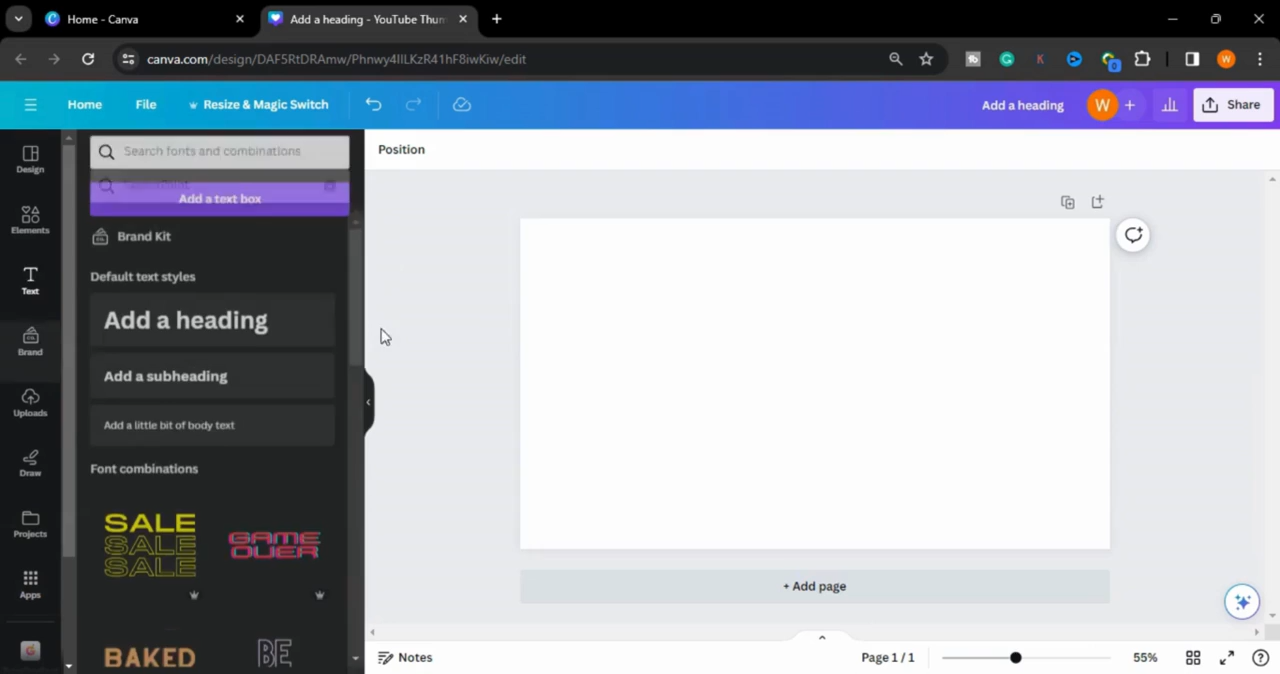 Home - Canva
Add a heading - YouTube Thum
canva.com/design/DAF5RtDRAmw/Phnwy4IlLKzR41hF8iwKiw/edit
K
0
W
Home
File
Resize & Magic Switch
Add a heading
W
+
Share
Design
Elements
Text
Brand
Uploads
Draw
Projects
Apps
Search fonts and combinations
Add a text box
Brand Kit
Default text styles
Add a heading
Add a subheading
Add a little bit of body text
Font combinations
SALE
SALE
SALE
GAME
OVER
BAKED
BE
Position
+ Add page
Notes
Page 1 / 1
55%